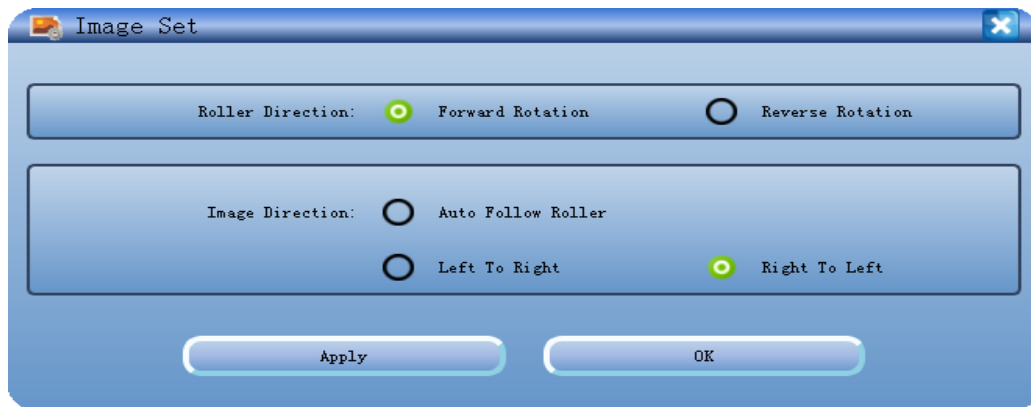 Image Set
Roller Direction: Forward Rotation Reverse Rotation
Image Direction: Auto Follow Roller
Left To Right Right To Left
Apply OK